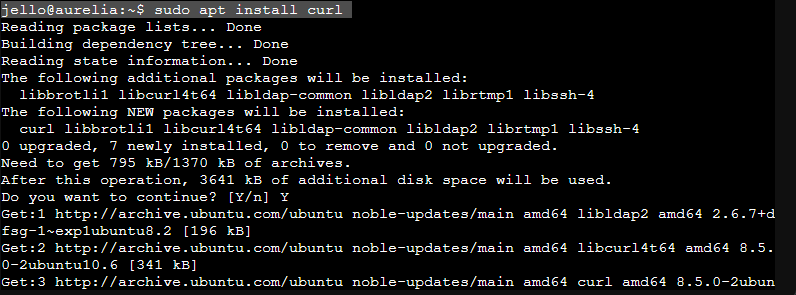 jello@aurelia:~$ sudo apt install curl
Reading package lists... Done
Building dependency tree... Done
Reading state information... Done
The following additional packages will be installed:
  libbrotli1 libcurl4t64 libldap-common libldap2 librtmp1 libssh-4
The following NEW packages will be installed:
  curl libbrotli1 libcurl4t64 libldap-common libldap2 librtmp1 libssh-4
0 upgraded, 7 newly installed, 0 to remove and 0 not upgraded.
Need to get 795 kB/1370 kB of archives.
After this operation, 3641 kB of additional disk space will be used.
Do you want to continue? [Y/n] Y
Get:1 http://archive.ubuntu.com/ubuntu noble-updates/main amd64 libldap2 amd64 2.6.7+d
fsg-1~exp1ubuntu8.2 [196 kB]
Get:2 http://archive.ubuntu.com/ubuntu noble-updates/main amd64 libcurl4t64 amd64 8.5.
0-2ubuntu10.6 [341 kB]
Get:3 http://archive.ubuntu.com/ubuntu noble-updates/main amd64 curl amd64 8.5.0-2ubun